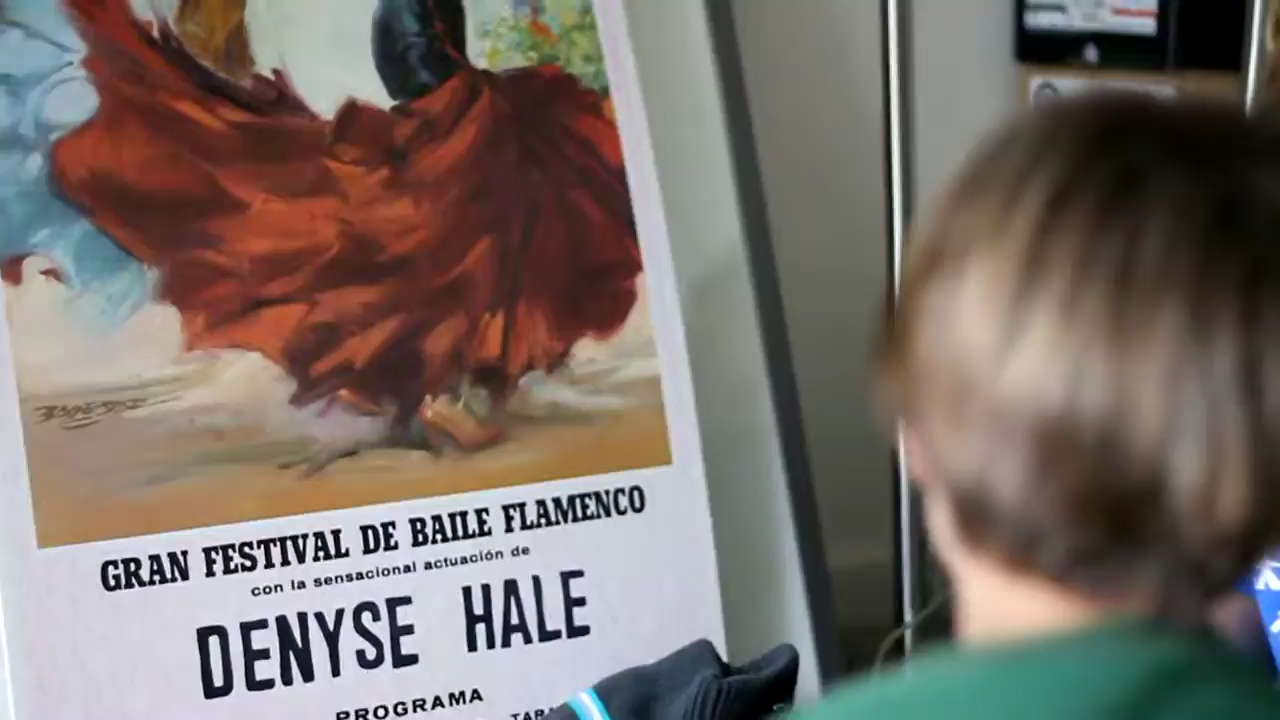 GRAN FESTIVAL DE BAILE FLAMENCO
con la sensacional actuación de
DENYSE HALE
PROGRAMA